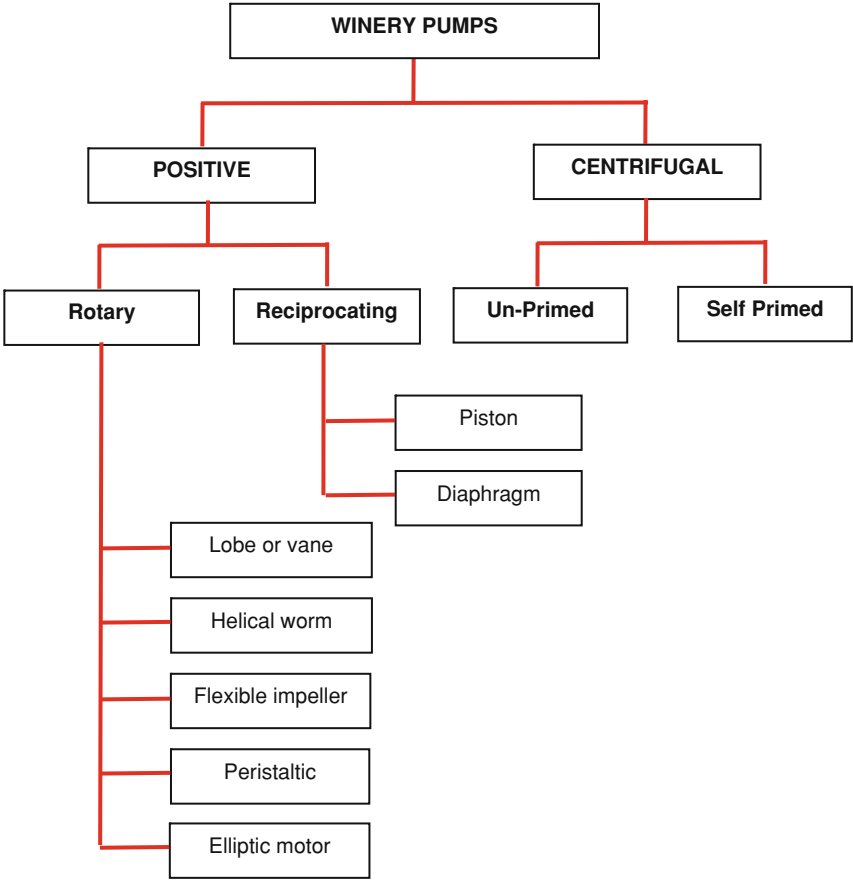 WINERY PUMPS
POSITIVE
CENTRIFUGAL
Rotary
Reciprocating
Un-Primed
Self Primed
Piston
Diaphragm
Lobe or vane
Helical worm
Flexible impeller
Peristaltic
Elliptic motor